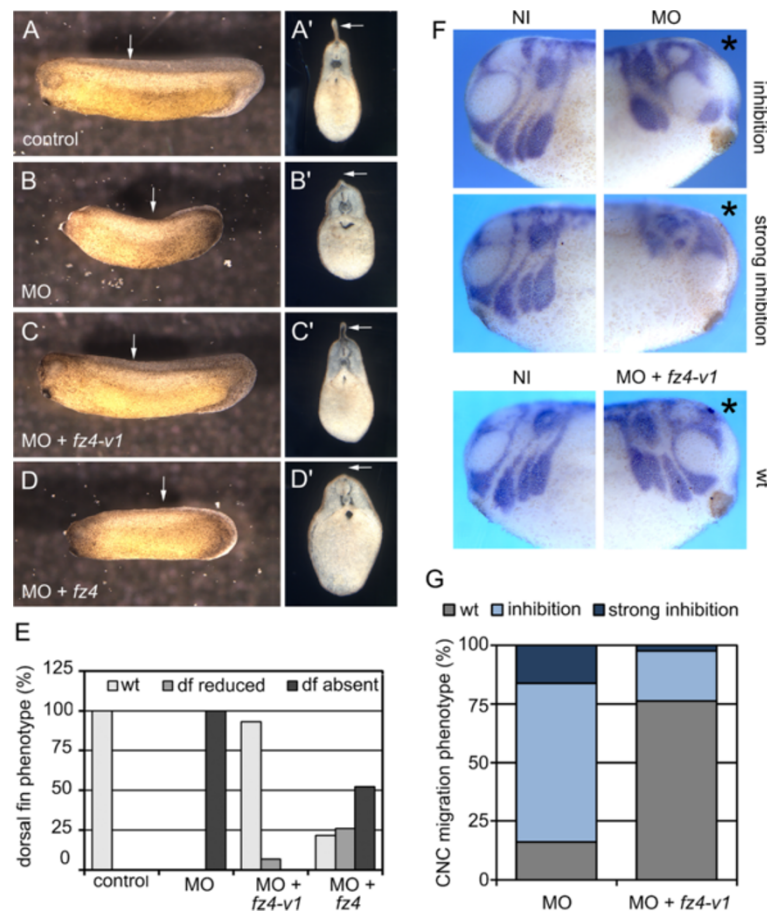 A
control
A'
B
MO
B'
C
MO + fz4-v1
C'
D
MO + fz4
D'
E
dorsal fin phenotype (%)
125
100
75
50
25
0
wt
df reduced
df absent
control
MO
MO +
fz4-v1
MO +
fz4
F
NI
MO
*
inhibition
*
strong inhibition
NI
MO + fz4-v1
*
wt
G
wt
inhibition
strong inhibition
CNC migration phenotype (%)
100
75
50
25
0
MO
MO + fz4-v1